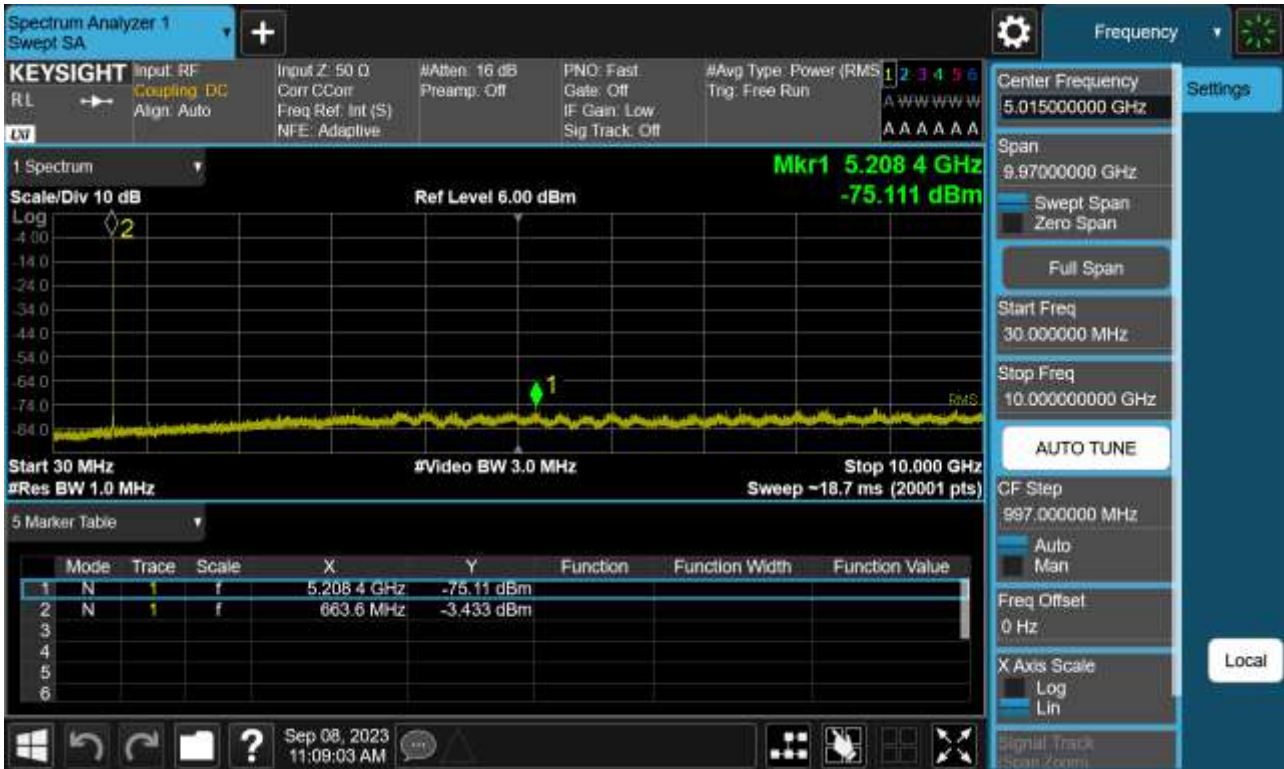 Spectrum Analyzer 1
Swept SA
+
Frequency
KEYSIGHT
RL
LXI
Input: RF
Coupling: DC
Align: Auto
Input Z: 50 Ω
Corr CCorr
Freq Ref: Int (S)
NFE: Adaptive
#Atten: 16 dB
Preamp: Off
PNO: Fast
Gate: Off
IF Gain: Low
Sig Track: Off
#Avg Type: Power (RMS
Trig: Free Run
1 2 3 4 5 6
A W W W W W
A A A A A A
1 Spectrum
Mkr1 5.208 4 GHz
Scale/Div 10 dB
Ref Level 6.00 dBm
-75.111 dBm
Log
2
-4.00
-14.0
-24.0
-34.0
-44.0
-54.0
-64.0
1
-74.0
RMS
-84.0
Start 30 MHz
#Video BW 3.0 MHz
Stop 10.000 GHz
#Res BW 1.0 MHz
Sweep ~18.7 ms (20001 pts)
5 Marker Table
Mode Trace Scale X Y Function Function Width Function Value
1 N 1 f 5.208 4 GHz -75.11 dBm
2 N 1 f 663.6 MHz -3.433 dBm
3
4
5
6
Sep 08, 2023
11:09:03 AM
?
Center Frequency
5.015000000 GHz
Settings
Span
9.97000000 GHz
Swept Span
Zero Span
Full Span
Start Freq
30.000000 MHz
Stop Freq
10.000000000 GHz
AUTO TUNE
CF Step
997.000000 MHz
Auto
Man
Freq Offset
0 Hz
X Axis Scale
Log
Lin
Local
Signal Track
(Span Zoom)